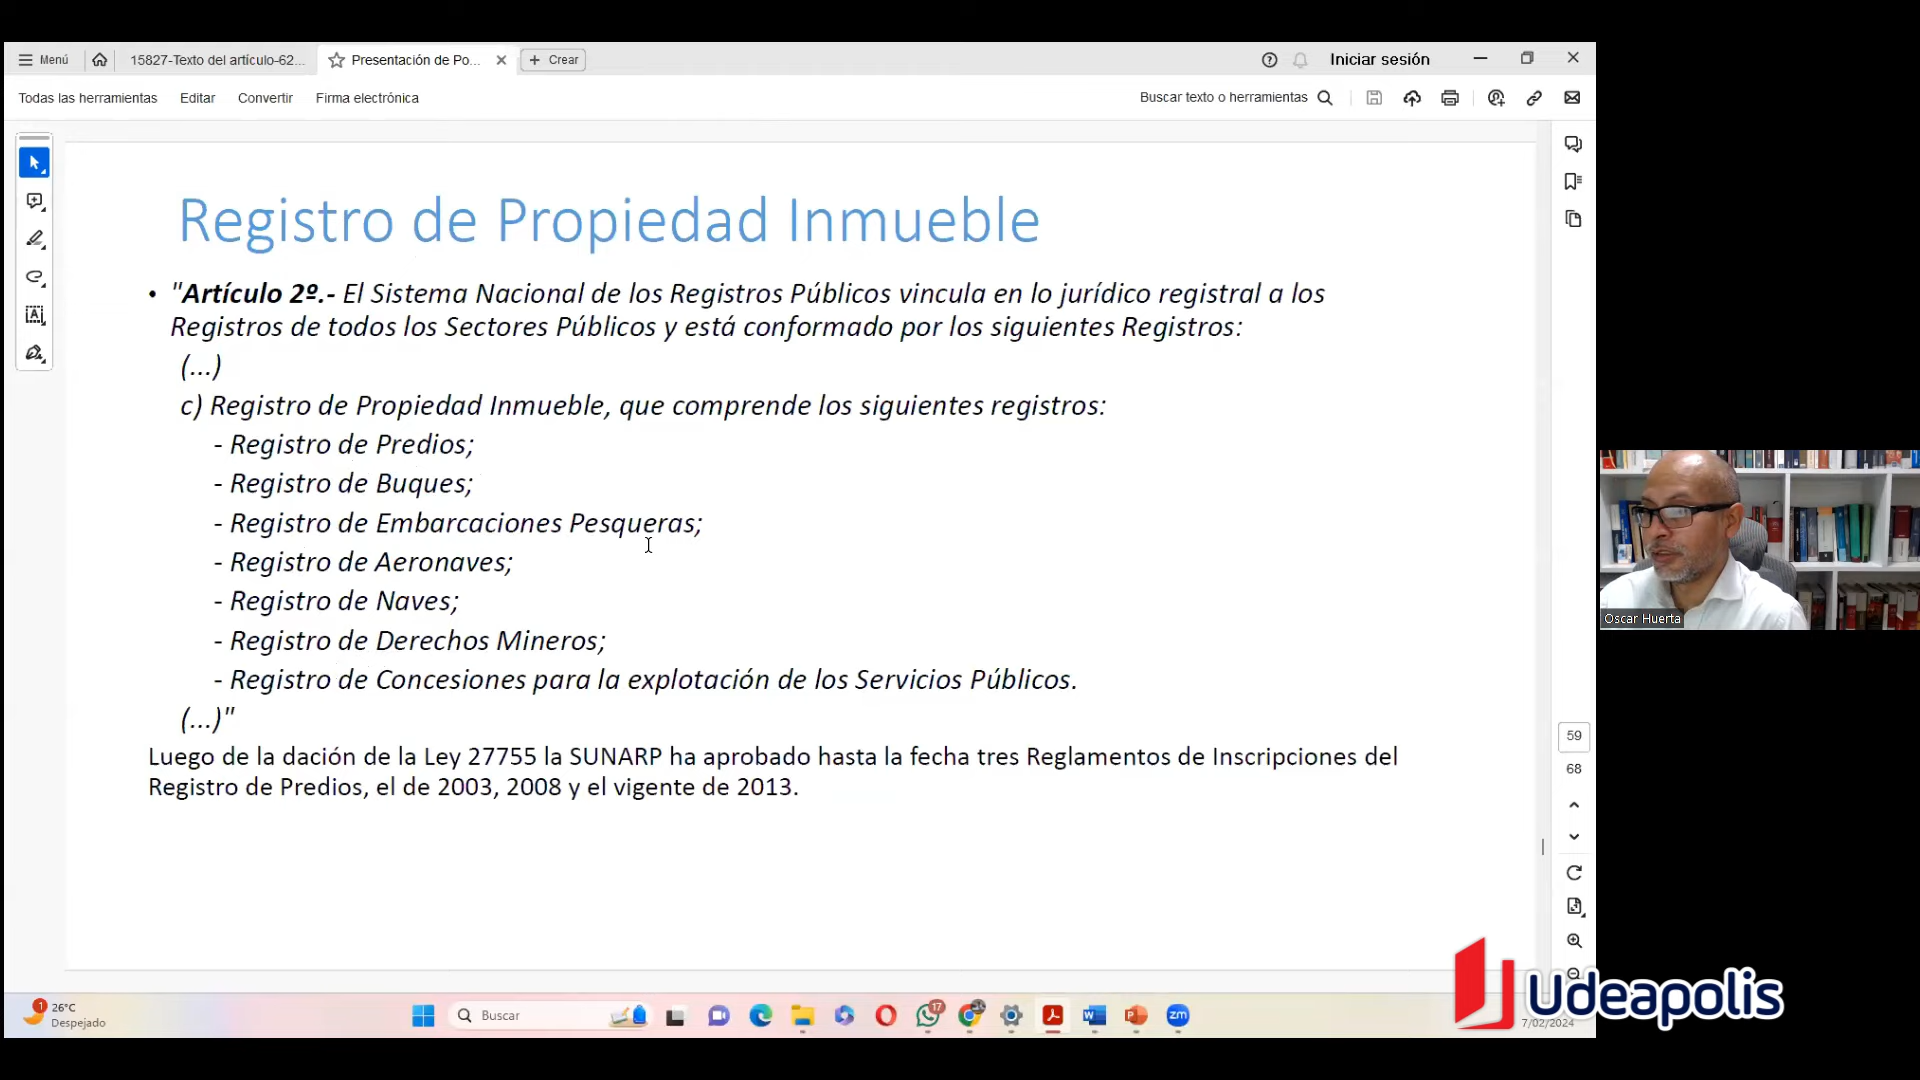 Menú
15827-Texto del artículo-62...
Presentación de Po...
Crear
Iniciar sesión
Todas las herramientas
Editar
Convertir
Firma electrónica
Buscar texto o herramientas
Registro de Propiedad Inmueble
• "Artículo 2º.- El Sistema Nacional de los Registros Públicos vincula en lo jurídico registral a los
Registros de todos los Sectores Públicos y está conformado por los siguientes Registros:
(...)
c) Registro de Propiedad Inmueble, que comprende los siguientes registros:
- Registro de Predios;
- Registro de Buques;
- Registro de Embarcaciones Pesqueras;
- Registro de Aeronaves;
- Registro de Naves;
- Registro de Derechos Mineros;
- Registro de Concesiones para la explotación de los Servicios Públicos.
(...)"
Luego de la dación de la Ley 27755 la SUNARP ha aprobado hasta la fecha tres Reglamentos de Inscripciones del
Registro de Predios, el de 2003, 2008 y el vigente de 2013.
59
68
Oscar Huerta
Udeapolis
1
26°C
Despejado
Buscar
17
zm
7/02/2024